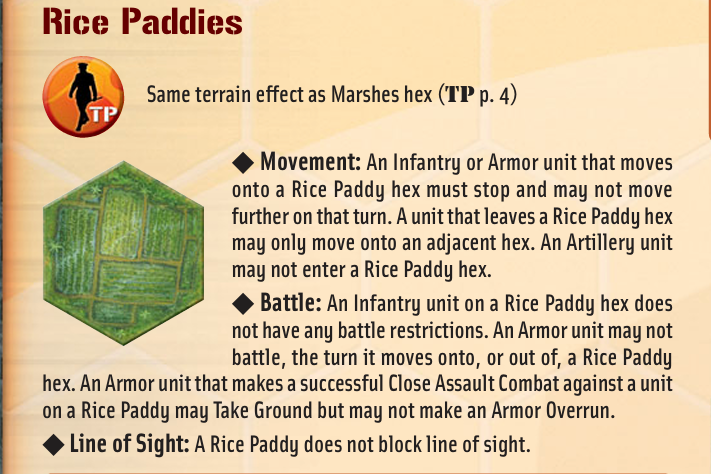 Rice Paddies
TP
Same terrain effect as Marshes hex (TP p. 4)
◆ Movement: An Infantry or Armor unit that moves
onto a Rice Paddy hex must stop and may not move
further on that turn. A unit that leaves a Rice Paddy hex
may only move onto an adjacent hex. An Artillery unit
may not enter a Rice Paddy hex.
◆ Battle: An Infantry unit on a Rice Paddy hex does
not have any battle restrictions. An Armor unit may not
battle, the turn it moves onto, or out of, a Rice Paddy
hex. An Armor unit that makes a successful Close Assault Combat against a unit
on a Rice Paddy may Take Ground but may not make an Armor Overrun.
◆ Line of Sight: A Rice Paddy does not block line of sight.